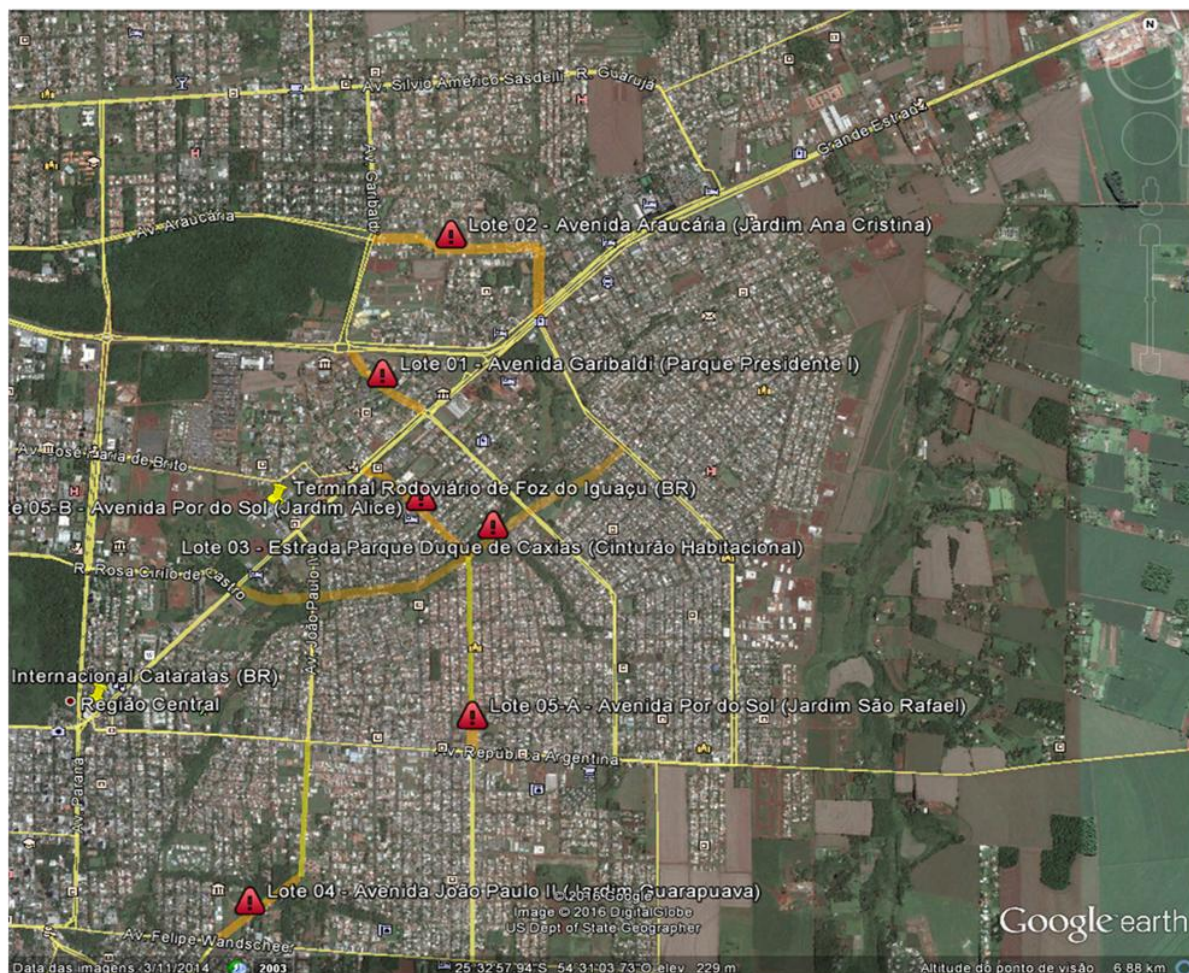 N
Av. Silvio Américo Sasdelli
R. Guarujá
Grande Estrada
Av. Garibaldi
Av. Araucária
Lote 02 - Avenida Araucária (Jardim Ana Cristina)
Lote 01 - Avenida Garibaldi (Parque Presidente I)
Av. José Maria de Brito
Terminal Rodoviário de Foz do Iguaçu (BR)
te 05-B - Avenida Por do Sol (Jardim Alice)
Lote 03 - Estrada Parque Duque de Caxias (Cinturão Habitacional)
R. Rosa Cirilo de Castro
Av. João Paulo II
Internacional Cataratas (BR)
Região Central
Lote 05-A - Avenida Por do Sol (Jardim São Rafael)
Av. República Argentina
Av. Paraná
Lote 04 - Avenida João Paulo II (Jardim Guarapuava)
© 2016 Google
Image © 2016 DigitalGlobe
US Dept of State Geographer
Google earth
Av. Felipe Wandscheer
Data das imagens: 3/11/2014
2003
25°32'57.94"S 54°31'03.73"O elev 229 m
Altitude do ponto de visão 6.88 km